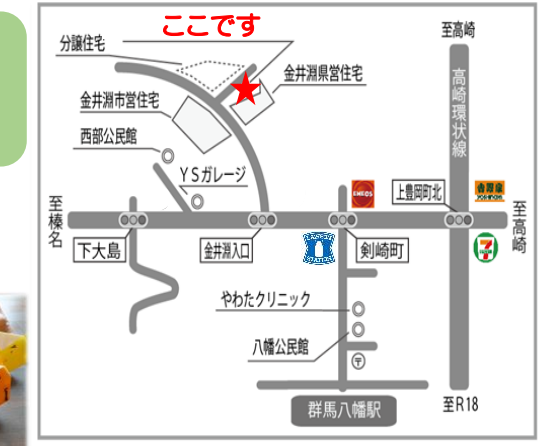 ここです
分譲住宅
至高崎
金井淵県営住宅
高崎環状線
金井淵市営住宅
西部公民館
YSガレージ
ENEOS
上豊岡町北
吉野家
YOSHINOYA
至榛名
至高崎
下大島
金井淵入口
LAWSON
STATION
剣崎町
やわたクリニック
八幡公民館
〒
群馬八幡駅
至R18